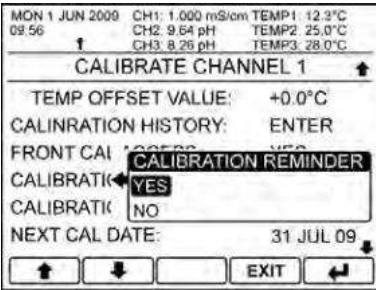 MON 1 JUN 2009 CH1: 1.000 mS/cm TEMP1: 12.3°C
09:56 CH2: 9.64 pH TEMP2: 25.0°C
CH3: 8.26 pH TEMP3: 28.0°C
CALIBRATE CHANNEL 1
TEMP OFFSET VALUE: +0.0°C
CALINRATION HISTORY: ENTER
FRONT CAL
CALIBRATION REMINDER
CALIBRATI
YES
CALIBRATI
NO
NEXT CAL DATE: 31 JUL 09
EXIT